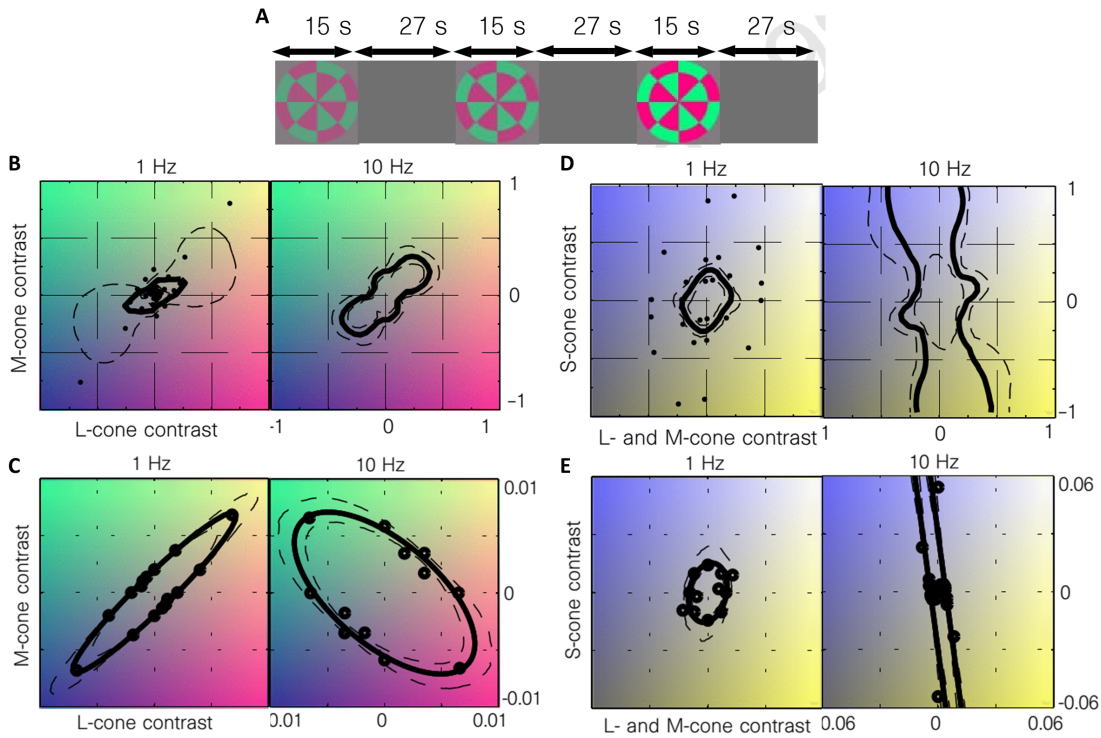 A
15 s 27 s 15 s 27 s 15 s 27 s
B
1 Hz 10 Hz
M-cone contrast
1
0
-1
L-cone contrast
-1 0 1
C
1 Hz 10 Hz
M-cone contrast
0.01
0
-0.01
L-cone contrast
0.01 0 0.01
D
1 Hz 10 Hz
S-cone contrast
1
0
-1
L- and M-cone contrast
1 0 1
E
1 Hz 10 Hz
S-cone contrast
0.06
0
-0.06
L- and M-cone contrast
0.06 0 0.06